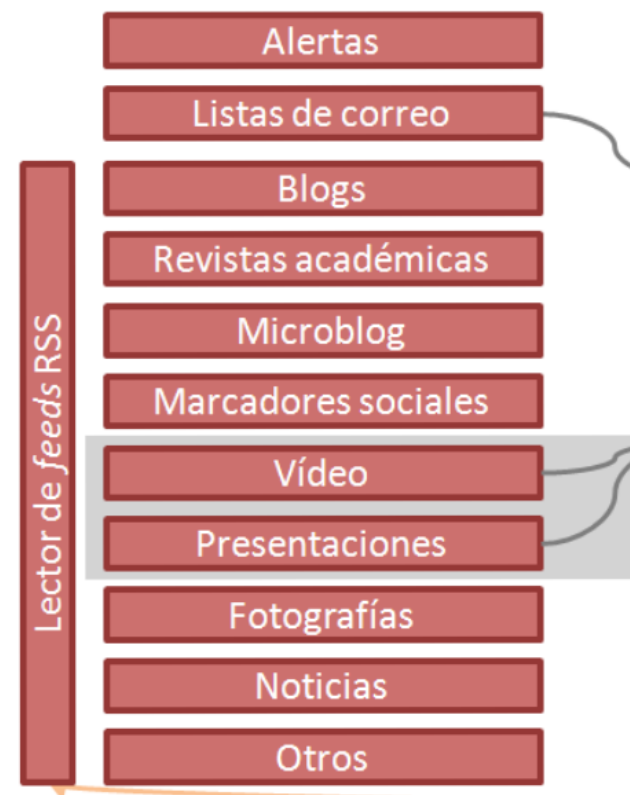 Alertas
Listas de correo
Lector de feeds RSS
Blogs
Revistas académicas
Microblog
Marcadores sociales
Vídeo
Presentaciones
Fotografías
Noticias
Otros